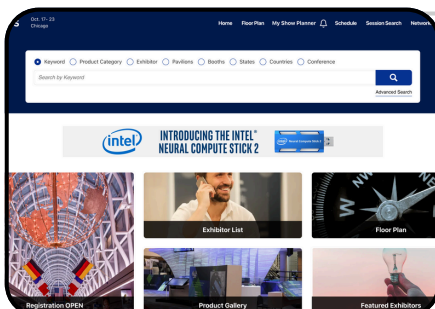 Oct. 17- 23
Chicago
Home Floor Plan My Show Planner Schedule Session Search Network
Keyword Product Category Exhibitor Pavilions Booths States Countries Conference
Search by Keyword
Advanced Search
intel
INTRODUCING THE INTEL®
NEURAL COMPUTE STICK 2
Exhibitor List
Floor Plan
Registration OPEN
Product Gallery
Featured Exhibitors